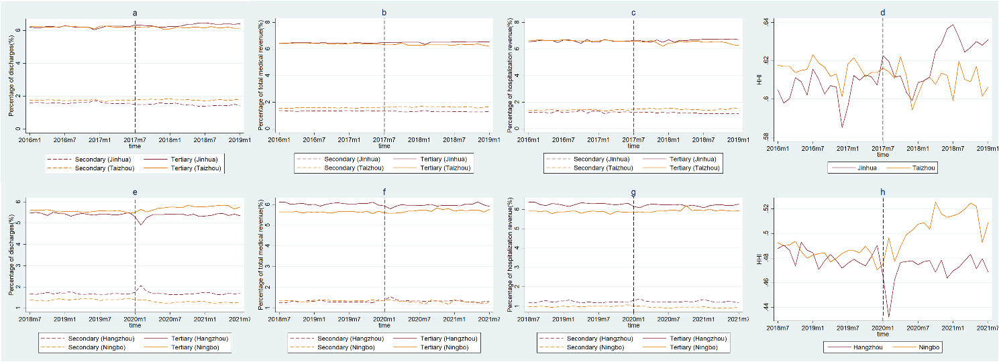 a
Percentage of discharges(%)
0 2 4 6
2016m1 2016m7 2017m1 2017m7 2018m1 2018m7 2019m1
time
Secondary (Jinhua) Tertiary (Jinhua)
Secondary (Taizhou) Tertiary (Taizhou)
b
Percentage of total medical revenue(%)
0 2 4 6 8
2016m1 2016m7 2017m1 2017m7 2018m1 2018m7 2019m1
time
Secondary (Jinhua) Tertiary (Jinhua)
Secondary (Taizhou) Tertiary (Taizhou)
c
Percentage of hospitalization revenue(%)
0 2 4 6 8
2016m1 2016m7 2017m1 2017m7 2018m1 2018m7 2019m1
time
Secondary (Jinhua) Tertiary (Jinhua)
Secondary (Taizhou) Tertiary (Taizhou)
d
HHI
.58 .6 .62 .64
2016m1 2016m7 2017m1 2017m7 2018m1 2018m7 2019m1
time
Jinhua Taizhou
e
Percentage of discharges(%)
1 2 3 4 5 6
2018m7 2019m1 2019m7 2020m1 2020m7 2021m1 2021m7
time
Secondary (Hangzhou) Tertiary (Hangzhou)
Secondary (Ningbo) Tertiary (Ningbo)
f
Percentage of total medical revenue(%)
1 2 3 4 5 6
2018m7 2019m1 2019m7 2020m1 2020m7 2021m1 2021m7
time
Secondary (Hangzhou) Tertiary (Hangzhou)
Secondary (Ningbo) Tertiary (Ningbo)
g
Percentage of hospitalization revenue(%)
1 2 3 4 5 6
2018m7 2019m1 2019m7 2020m1 2020m7 2021m1 2021m7
time
Secondary (Hangzhou) Tertiary (Hangzhou)
Secondary (Ningbo) Tertiary (Ningbo)
h
HHI
.44 .46 .48 .5 .52
2018m7 2019m1 2019m7 2020m1 2020m7 2021m1 2021m7
time
Hangzhou Ningbo